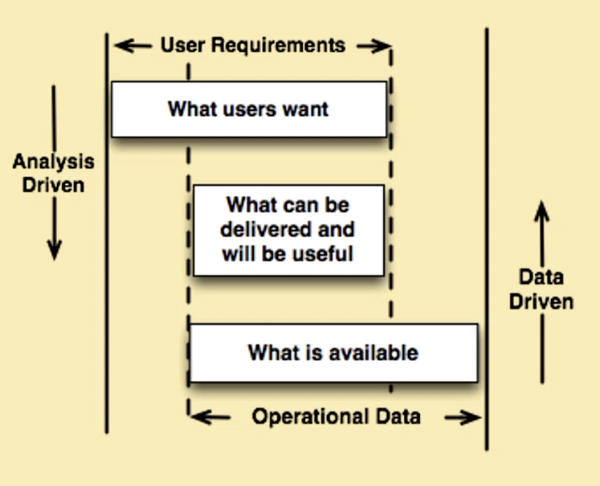 User Requirements
What users want
Analysis
Driven
What can be
delivered and
will be useful
Data
Driven
What is available
Operational Data